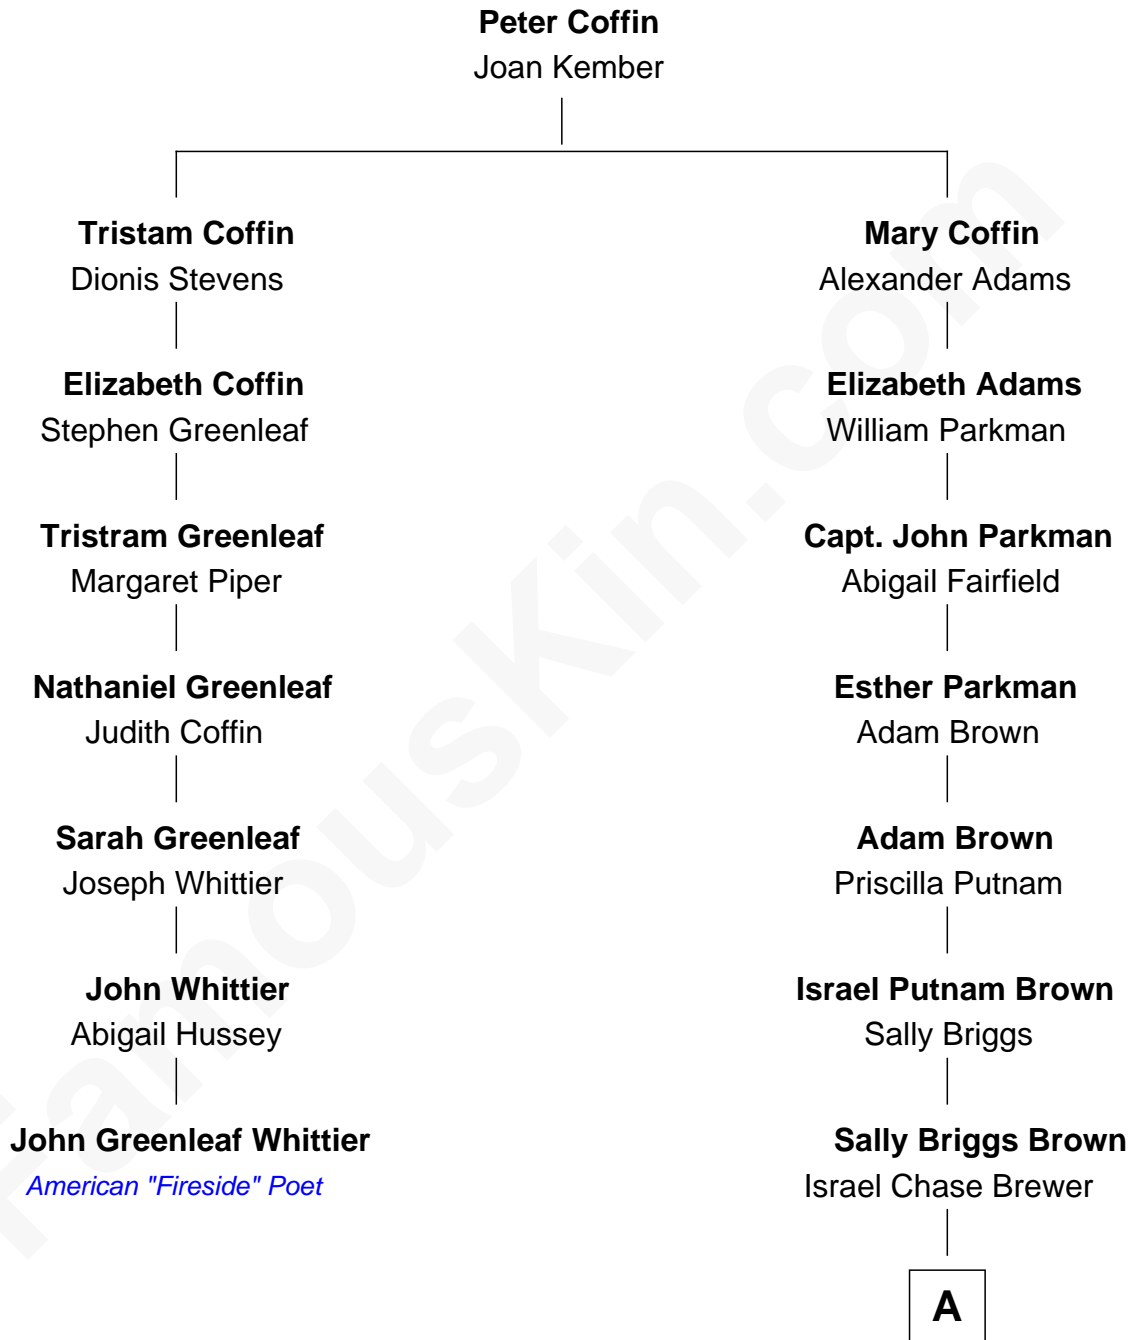 Peter Coffin
Joan Kember
Tristam Coffin
Dionis Stevens
Elizabeth Coffin
Stephen Greenleaf
Tristram Greenleaf
Margaret Piper
Nathaniel Greenleaf
Judith Coffin
Sarah Greenleaf
Joseph Whittier
John Whittier
Abigail Hussey
John Greenleaf Whittier
American "Fireside" Poet
Mary Coffin
Alexander Adams
Elizabeth Adams
William Parkman
Capt. John Parkman
Abigail Fairfield
Esther Parkman
Adam Brown
Adam Brown
Priscilla Putnam
Israel Putnam Brown
Sally Briggs
Sally Briggs Brown
Israel Chase Brewer
A
FamousKin.com